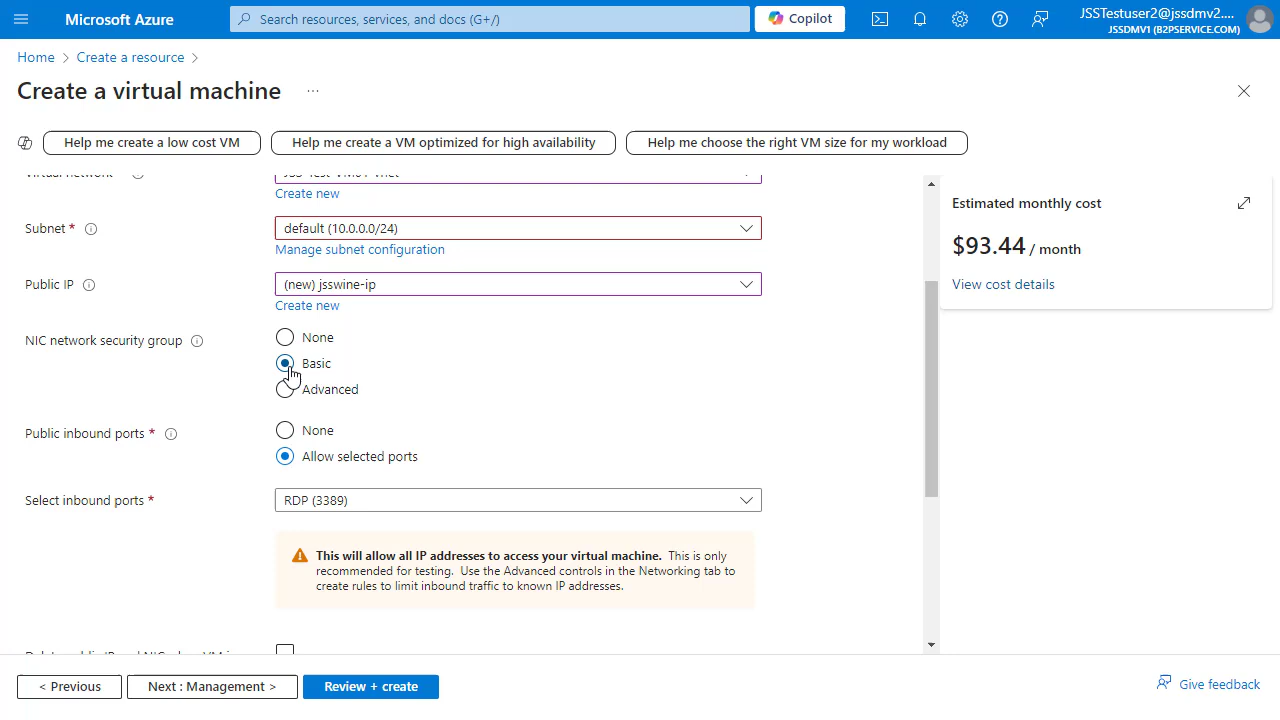 Microsoft Azure
Search resources, services, and docs (G+/)
Copilot
JSSTestuser2@jssdmv2....
JSSDMV1 (B2PSERVICE.COM)
Home > Create a resource >
Create a virtual machine ...
Help me create a low cost VM
Help me create a VM optimized for high availability
Help me choose the right VM size for my workload
Create new
Estimated monthly cost
Subnet *
default (10.0.0.0/24)
$93.44 / month
Manage subnet configuration
Public IP
(new) jsswine-ip
View cost details
Create new
NIC network security group
None
Basic
Advanced
Public inbound ports *
None
Allow selected ports
Select inbound ports *
RDP (3389)
This will allow all IP addresses to access your virtual machine. This is only
recommended for testing. Use the Advanced controls in the Networking tab to
create rules to limit inbound traffic to known IP addresses.
< Previous
Next : Management >
Review + create
Give feedback